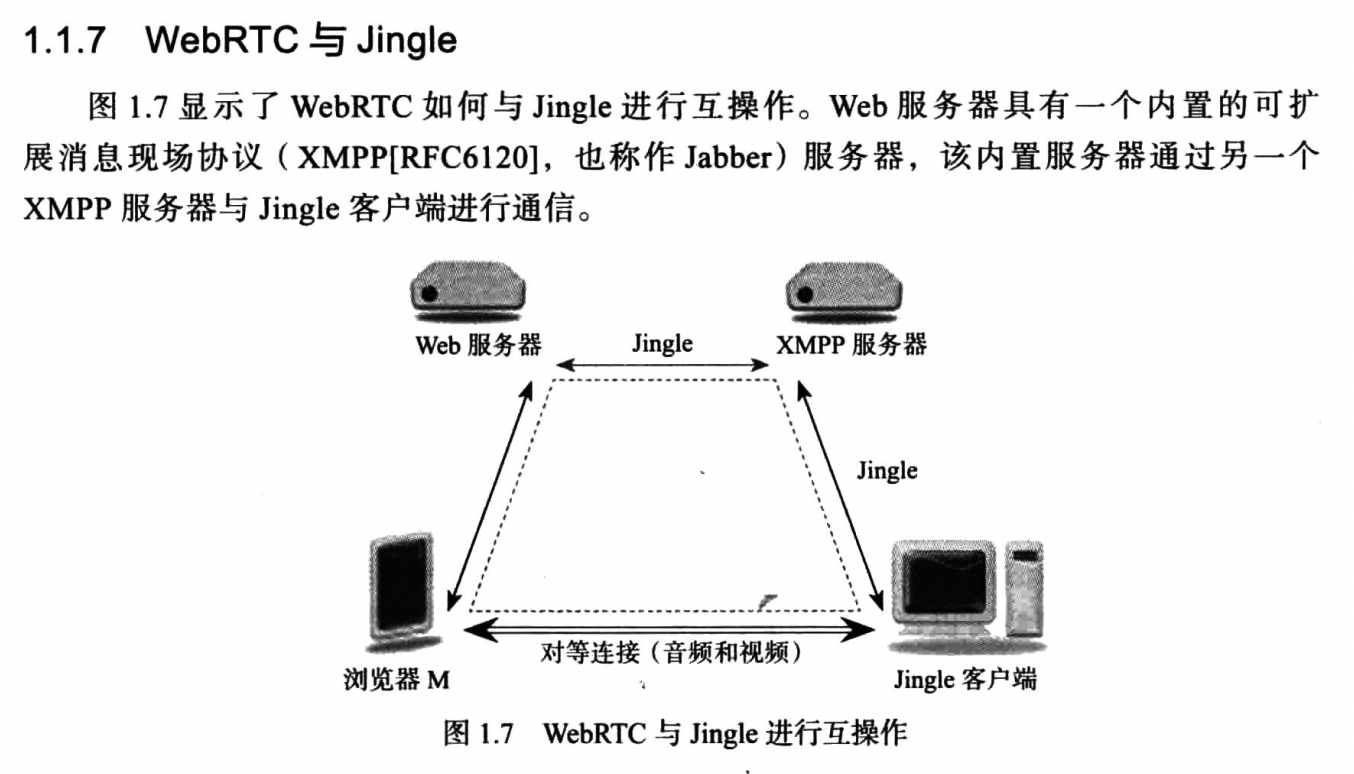 1.1.7 WebRTC 与 Jingle
图 1.7 显示了 WebRTC 如何与 Jingle 进行互操作。Web 服务器具有一个内置的可扩
展消息现场协议（XMPP[RFC6120]，也称作 Jabber）服务器，该内置服务器通过另一个
XMPP 服务器与 Jingle 客户端进行通信。
Web 服务器
Jingle
XMPP 服务器
Jingle
对等连接（音频和视频）
浏览器 M
Jingle 客户端
图 1.7 WebRTC 与 Jingle 进行互操作